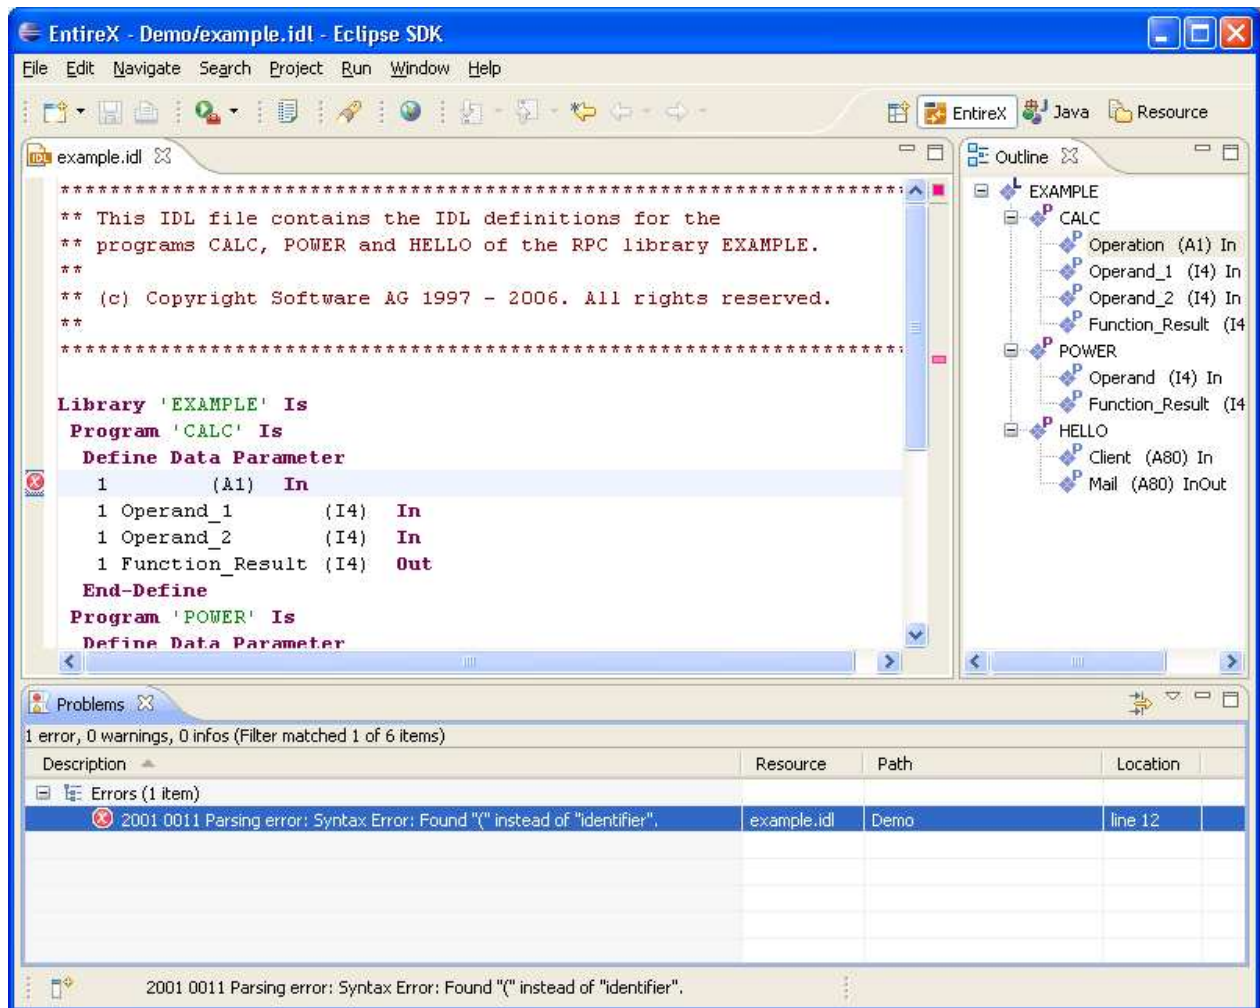 EntireX - Demo/example.idl - Eclipse SDK
File Edit Navigate Search Project Run Window Help
EntireX Java Resource
example.idl
*********************************************************************
** This IDL file contains the IDL definitions for the
** programs CALC, POWER and HELLO of the RPC library EXAMPLE.
**
** (c) Copyright Software AG 1997 - 2006. All rights reserved.
**
*********************************************************************
Library 'EXAMPLE' Is
Program 'CALC' Is
Define Data Parameter
1 (A1) In
1 Operand_1 (I4) In
1 Operand_2 (I4) In
1 Function_Result (I4) Out
End-Define
Program 'POWER' Is
Define Data Parameter
Outline
EXAMPLE
CALC
Operation (A1) In
Operand_1 (I4) In
Operand_2 (I4) In
Function_Result (I4
POWER
Operand (I4) In
Function_Result (I4
HELLO
Client (A80) In
Mail (A80) InOut
Problems
1 error, 0 warnings, 0 infos (Filter matched 1 of 6 items)
Description Resource Path Location
Errors (1 item)
2001 0011 Parsing error: Syntax Error: Found "(" instead of "identifier". example.idl Demo line 12
2001 0011 Parsing error: Syntax Error: Found "(" instead of "identifier".